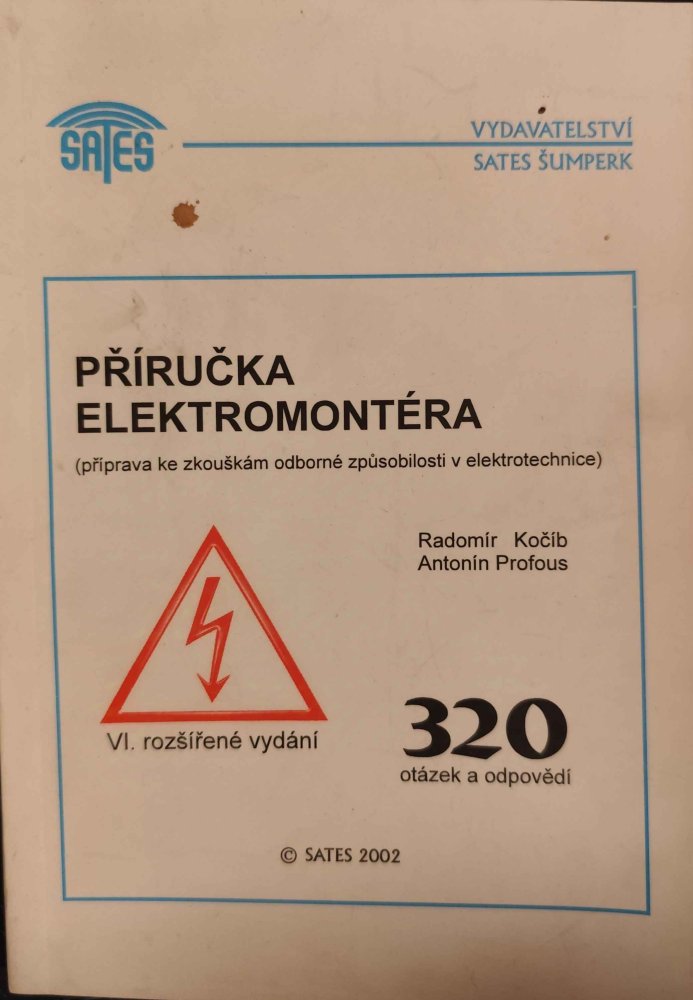 SATES
VYDAVATELSTVÍ
SATES ŠUMPERK
PŘÍRUČKA
ELEKTROMONTÉRA
(příprava ke zkouškám odborné způsobilosti v elektrotechnice)
Radomír Kočíb
Antonín Profous
VI. rozšířené vydání
320
otázek a odpovědí
© SATES 2002